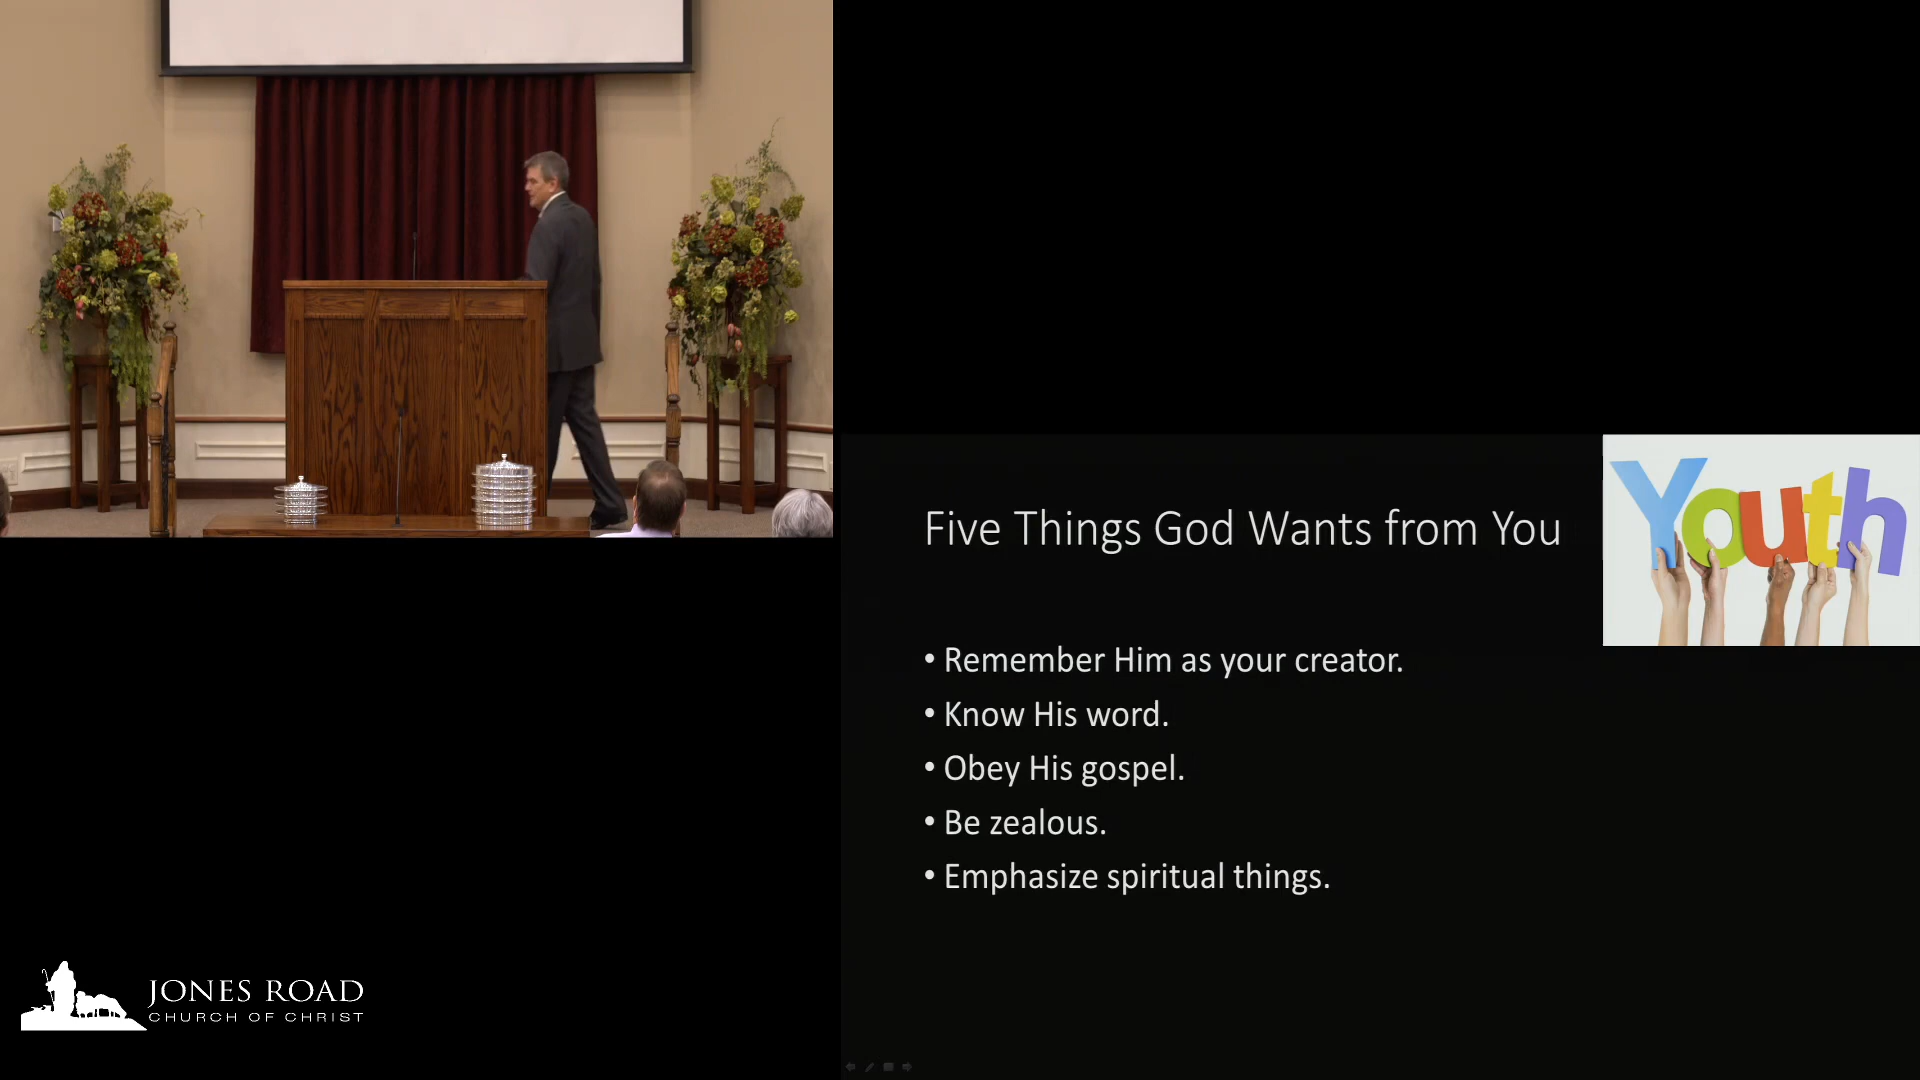 Five Things God Wants from You
Youth
• Remember Him as your creator.
• Know His word.
• Obey His gospel.
• Be zealous.
• Emphasize spiritual things.
JONES ROAD
CHURCH OF CHRIST